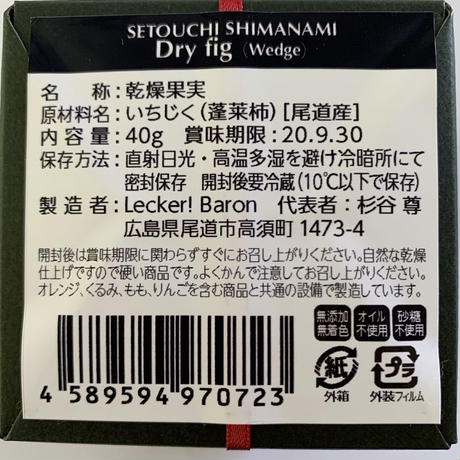 SETOUCHI SHIMANAMI
Dry fig (Wedge)
名　称：乾燥果実
原材料名：いちじく（蓬莱柿）［尾道産］
内 容 量：40g　賞味期限：20.9.30
保存方法：直射日光・高温多湿を避け冷暗所にて
密封保存　開封後要冷蔵（10℃以下で保存）
製 造 者：Lecker! Baron　代表者：杉谷 尊
広島県尾道市高須町 1473-4
開封後は賞味期限に関わらずすぐにお召し上がりください。自然な乾燥
仕上げですので硬い商品です。よくかんで注意してお召し上がりください。
オレンジ、くるみ、もも、りんごを含む商品と共通の設備で製造しています。
無添加 オイル 砂糖
無着色 不使用 不使用
紙 プラ
外箱 外装フィルム
4 589594 970723